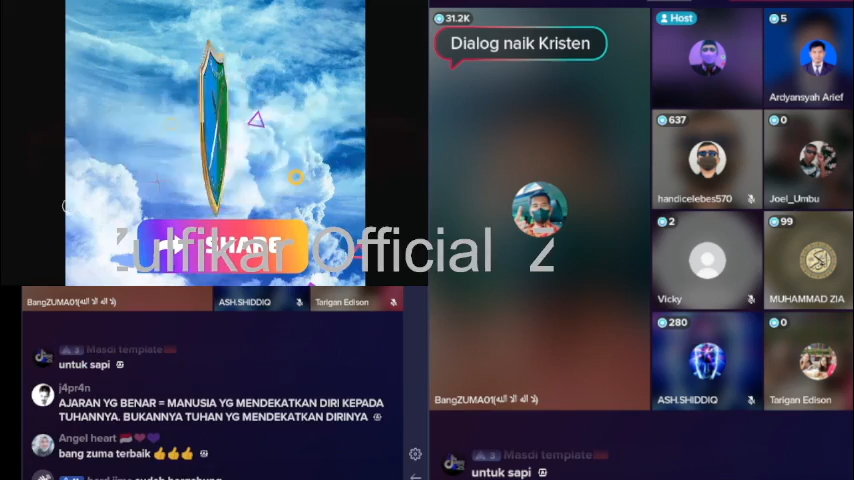 SHARE
Zulfikar Official Z
BangZUMA01(لا اله الا الله)
ASH.SHIDDIQ
Tarigan Edison
3 Masdi template
untuk sapi
j4pr4n
AJARAN YG BENAR = MANUSIA YG MENDEKATKAN DIRI KEPADA
TUHANNYA. BUKANNYA TUHAN YG MENDEKATKAN DIRINYA
Angel heart
bang zuma terbaik
31.2K
Dialog naik Kristen
Host
5
Ardyansyah Arief
637
handicelebes570
0
Joel_Umbu
2
Vicky
99
MUHAMMAD ZIA
280
ASH.SHIDDIQ
0
Tarigan Edison
BangZUMA01(لا اله الا الله)
3 Masdi template
untuk sapi